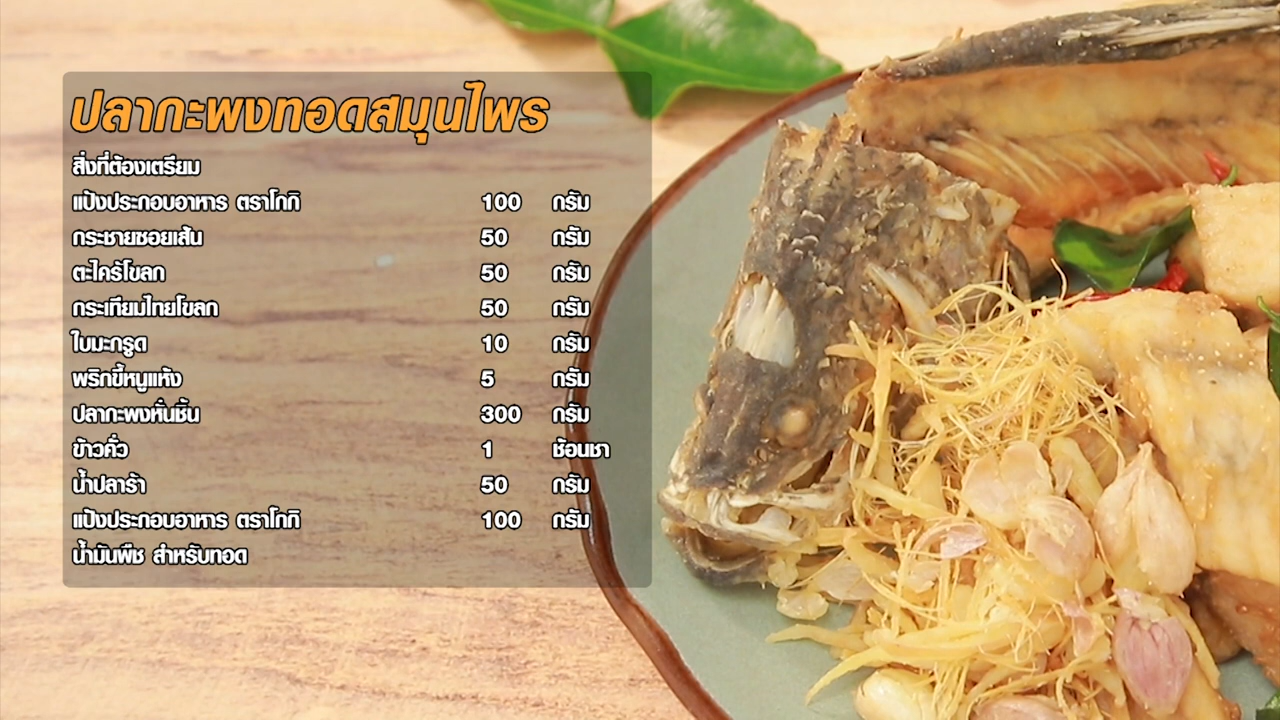 ปลากะพงทอดสมุนไพร
สิ่งที่ต้องเตรียม
แป้งประกอบอาหาร ตราโกกิ 100 กรัม
กระชายซอยเส้น 50 กรัม
ตะไคร้โขลก 50 กรัม
กระเทียมไทยโขลก 50 กรัม
ใบมะกรูด 10 กรัม
พริกขี้หนูแห้ง 5 กรัม
ปลากะพงหั่นชิ้น 300 กรัม
ข้าวคั่ว 1 ช้อนชา
น้ำปลาร้า 50 กรัม
แป้งประกอบอาหาร ตราโกกิ 100 กรัม
น้ำมันพืช สำหรับทอด